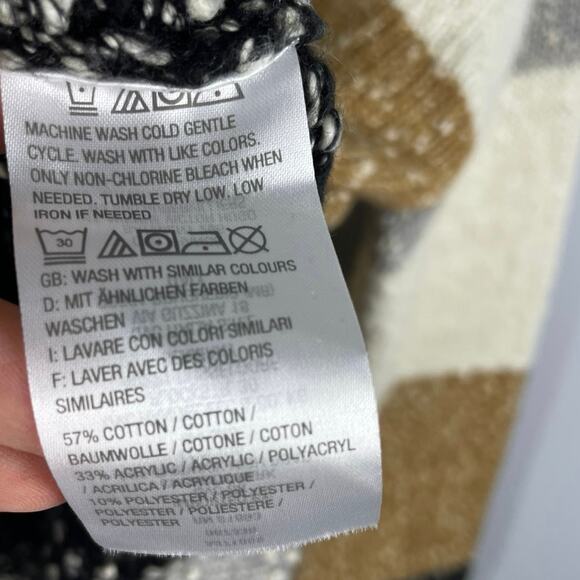 MACHINE WASH COLD GENTLE
CYCLE. WASH WITH LIKE COLORS.
ONLY NON-CHLORINE BLEACH WHEN
NEEDED. TUMBLE DRY LOW. LOW
IRON IF NEEDED
30
GB: WASH WITH SIMILAR COLOURS
D: MIT ÄHNLICHEN FARBEN
WASCHEN
I: LAVARE CON COLORI SIMILARI
F: LAVER AVEC DES COLORIS
SIMILAIRES
57% COTTON / COTTON /
BAUMWOLLE / COTONE / COTON
33% ACRYLIC / ACRYLIC / POLYACRYL
/ ACRILICA / ACRYLIQUE
10% POLYESTER / POLYESTER /
POLYESTER / POLIESTERE /
POLYESTER